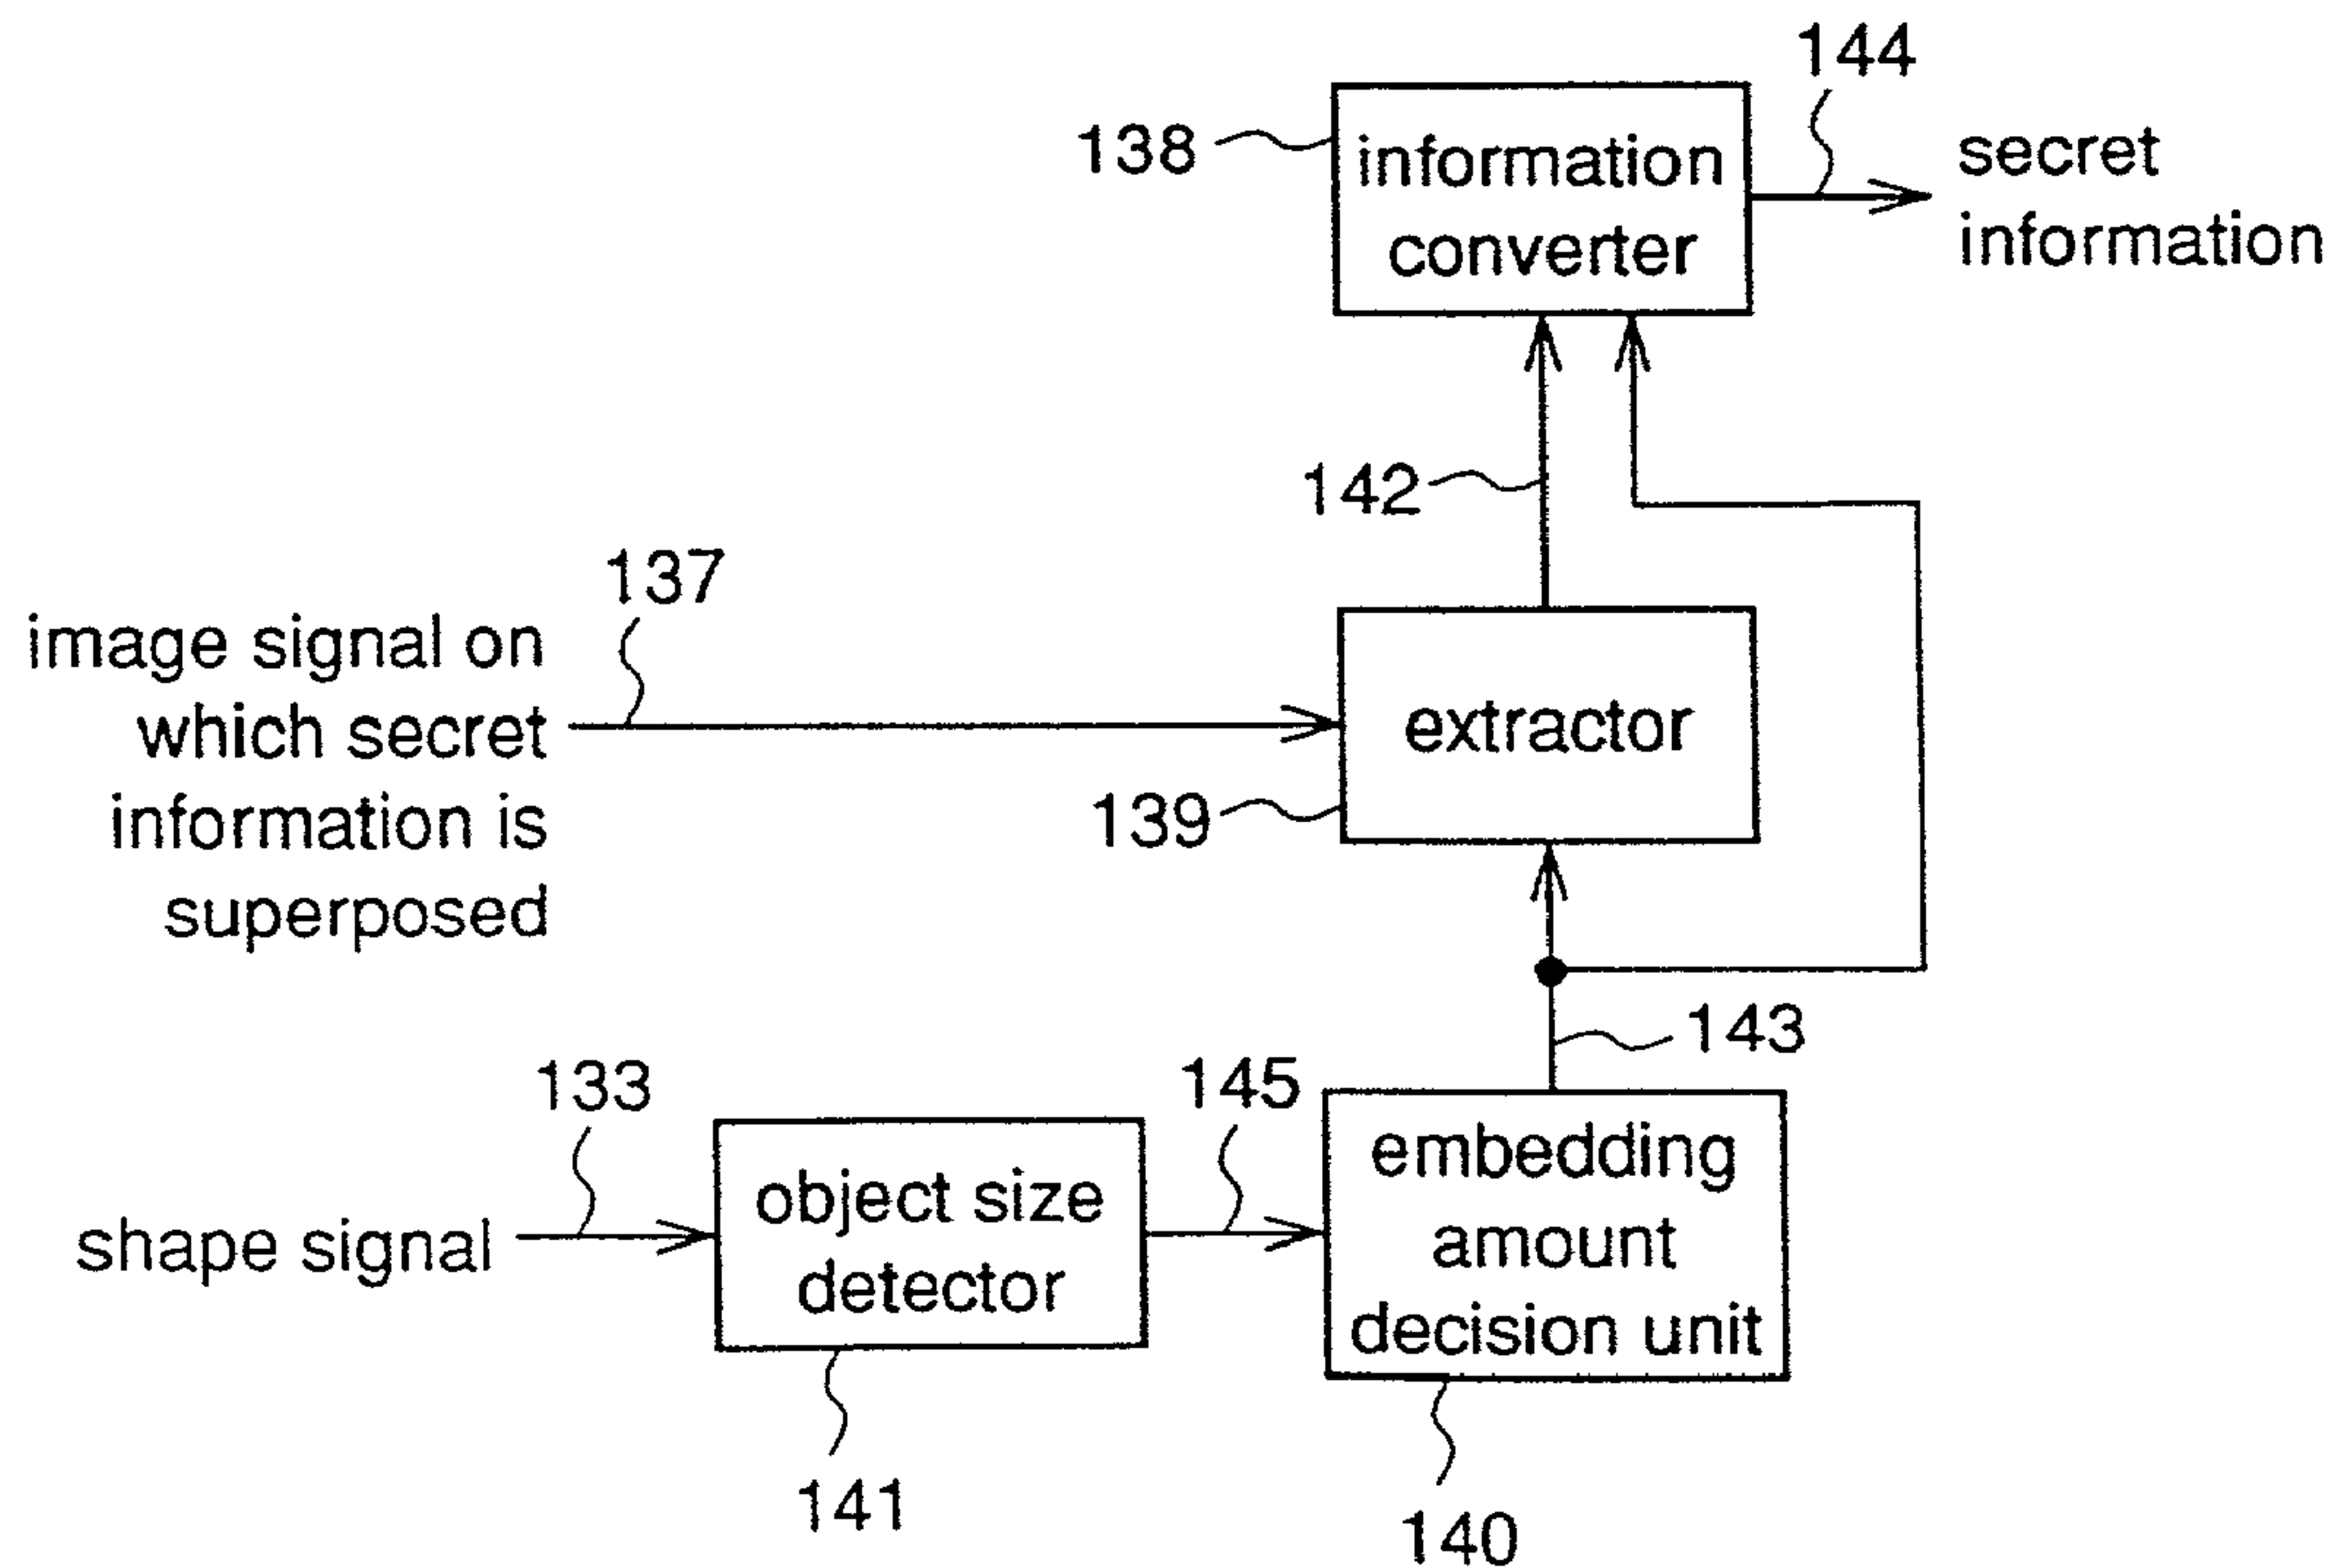 144
138
information
converter
secret
information
142
137
image signal on
which secret
information is
superposed
extractor
139
143
133
145
shape signal
object size
detector
embedding
amount
decision unit
141
140